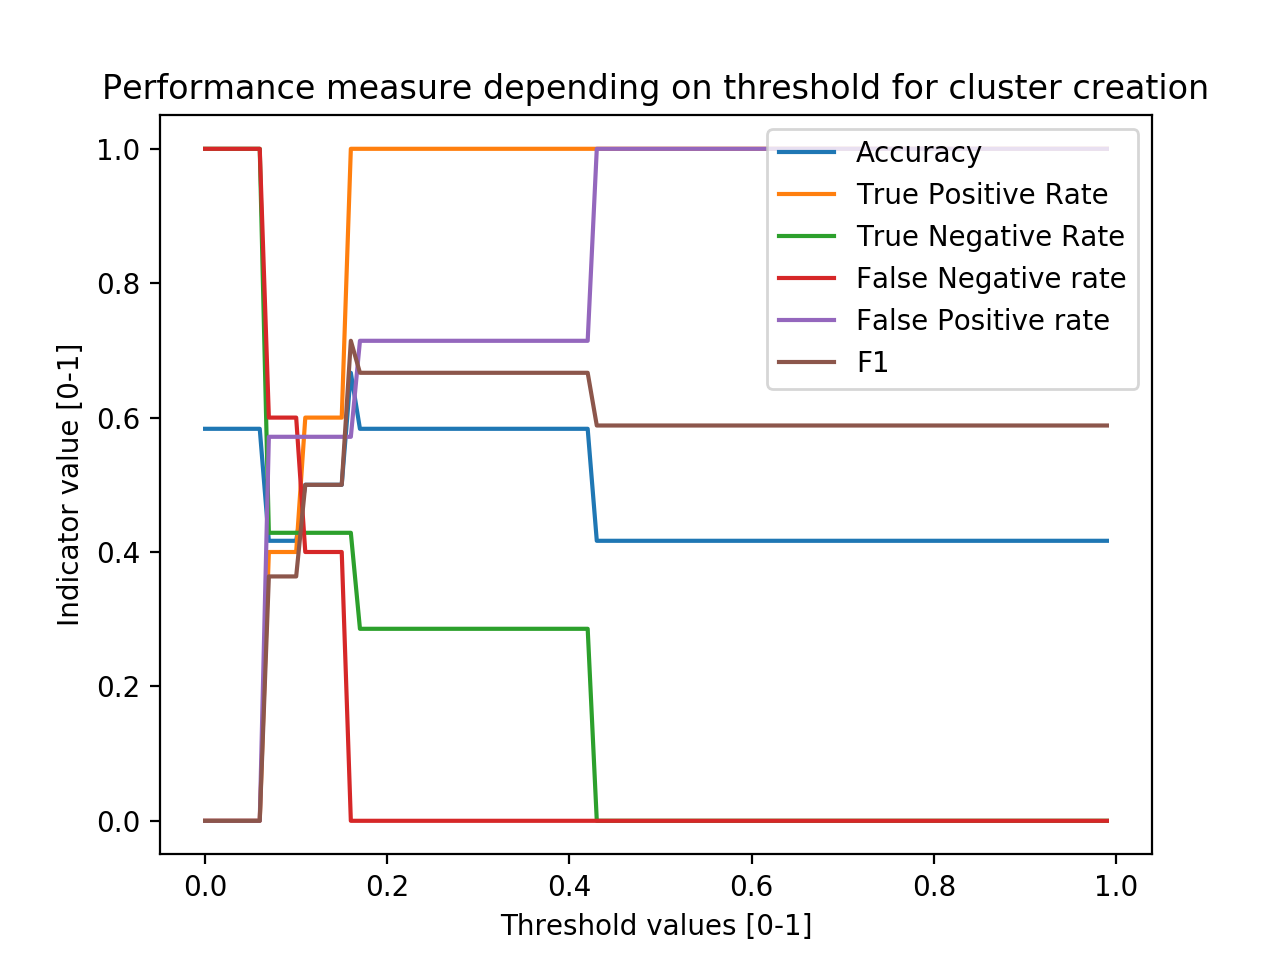 Performance measure depending on threshold for cluster creation
1.0
0.8
0.6
0.4
0.2
0.0
Indicator value [0-1]
Accuracy
True Positive Rate
True Negative Rate
False Negative rate
False Positive rate
F1
0.0 0.2 0.4 0.6 0.8 1.0
Threshold values [0-1]